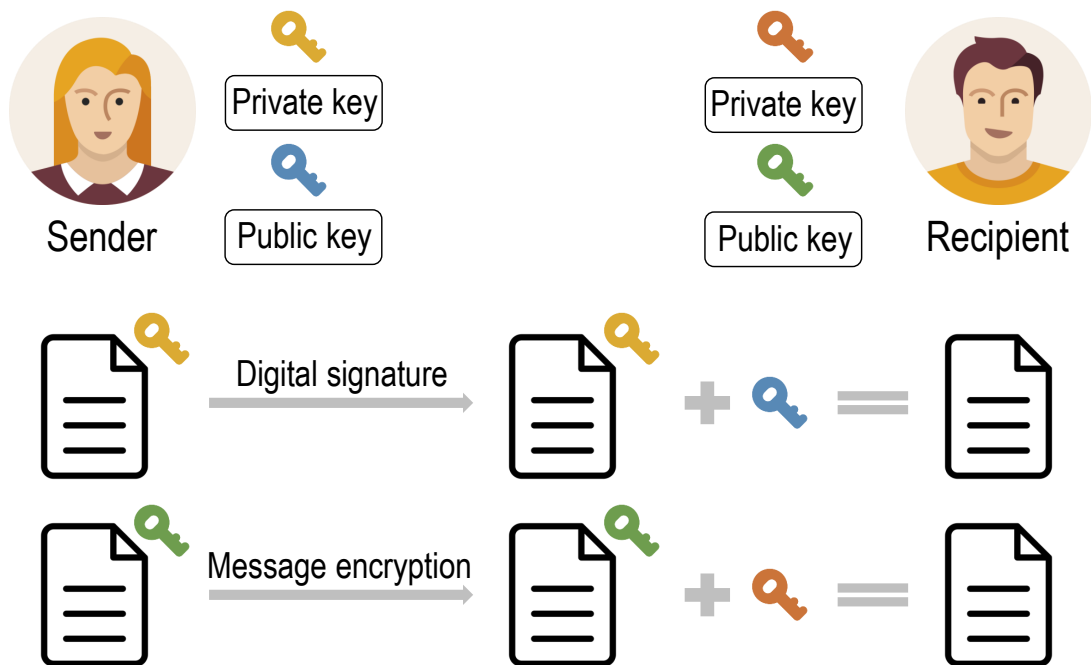 Private key
Private key
Public key
Public key
Sender
Recipient
Digital signature
Message encryption